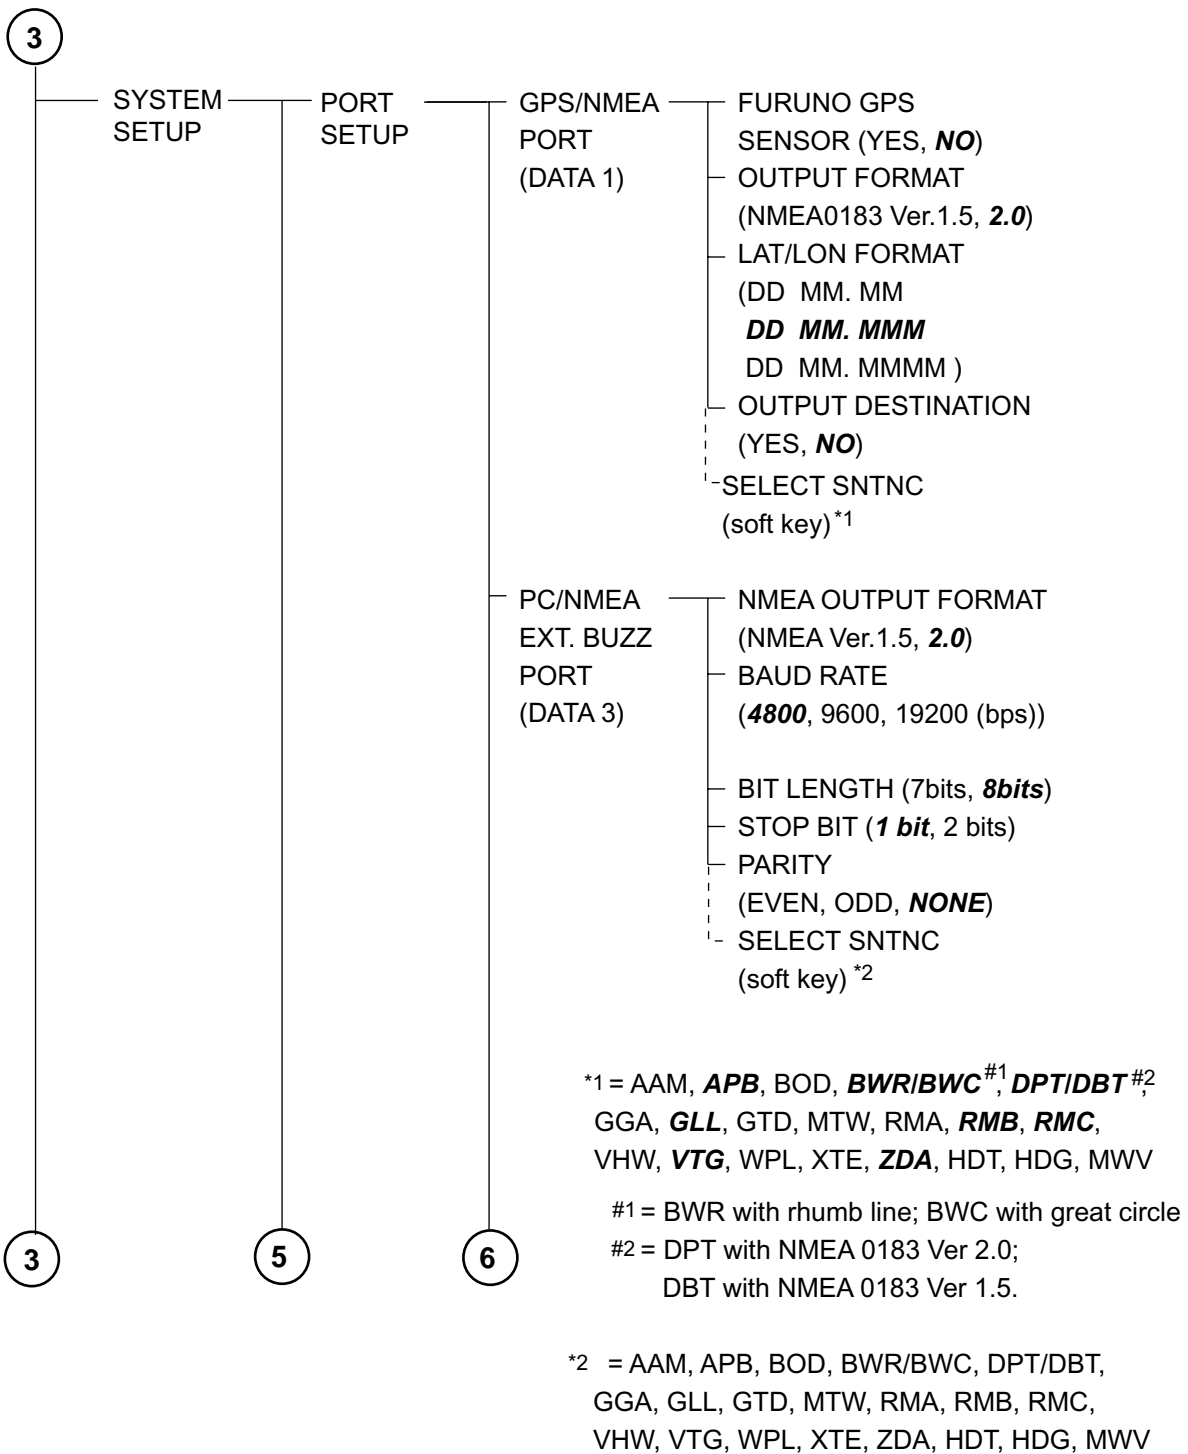 3
SYSTEM
SETUP
PORT
SETUP
GPS/NMEA
PORT
(DATA 1)
FURUNO GPS
SENSOR (YES, NO)
OUTPUT FORMAT
(NMEA0183 Ver.1.5, 2.0)
LAT/LON FORMAT
(DD MM. MM
DD MM. MMM
DD MM. MMMM )
OUTPUT DESTINATION
(YES, NO)
SELECT SNTNC
(soft key) *1
PC/NMEA
EXT. BUZZ
PORT
(DATA 3)
NMEA OUTPUT FORMAT
(NMEA Ver.1.5, 2.0)
BAUD RATE
(4800, 9600, 19200 (bps))
BIT LENGTH (7bits, 8bits)
STOP BIT (1 bit, 2 bits)
PARITY
(EVEN, ODD, NONE)
SELECT SNTNC
(soft key) *2
*1 = AAM, APB, BOD, BWR/BWC #1, DPT/DBT #2,
GGA, GLL, GTD, MTW, RMA, RMB, RMC,
VHW, VTG, WPL, XTE, ZDA, HDT, HDG, MWV
#1 = BWR with rhumb line; BWC with great circle
#2 = DPT with NMEA 0183 Ver 2.0;
DBT with NMEA 0183 Ver 1.5.
3
5
6
*2 = AAM, APB, BOD, BWR/BWC, DPT/DBT,
GGA, GLL, GTD, MTW, RMA, RMB, RMC,
VHW, VTG, WPL, XTE, ZDA, HDT, HDG, MWV